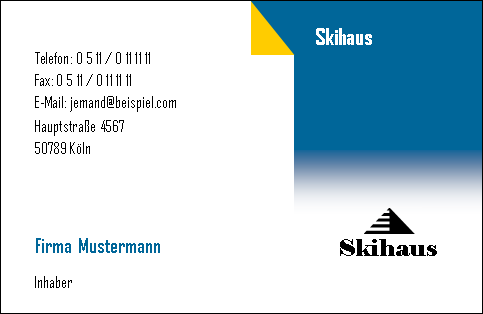 Skihaus
Telefon: 0 5 11 / 0 11 11 11
Fax: 0 5 11 / 0 11 11 11
E-Mail: jemand@beispiel.com
Hauptstraße 4567
50789 Köln
Skihaus
Firma Mustermann
Inhaber